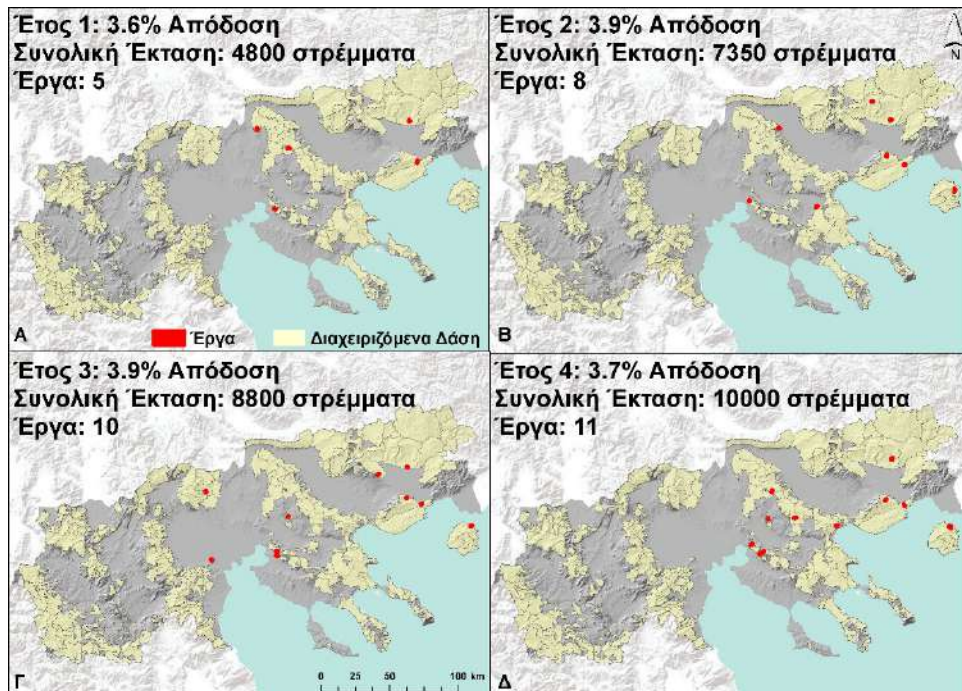 Έτος 1: 3.6% Απόδοση
Συνολική Έκταση: 4800 στρέμματα
Έργα: 5
Α
Έργα
Διαχειριζόμενα Δάση
Έτος 2: 3.9% Απόδοση
Συνολική Έκταση: 7350 στρέμματα
Έργα: 8
N
Β
Έτος 3: 3.9% Απόδοση
Συνολική Έκταση: 8800 στρέμματα
Έργα: 10
0 25 50 100 km
Γ
Έτος 4: 3.7% Απόδοση
Συνολική Έκταση: 10000 στρέμματα
Έργα: 11
Δ